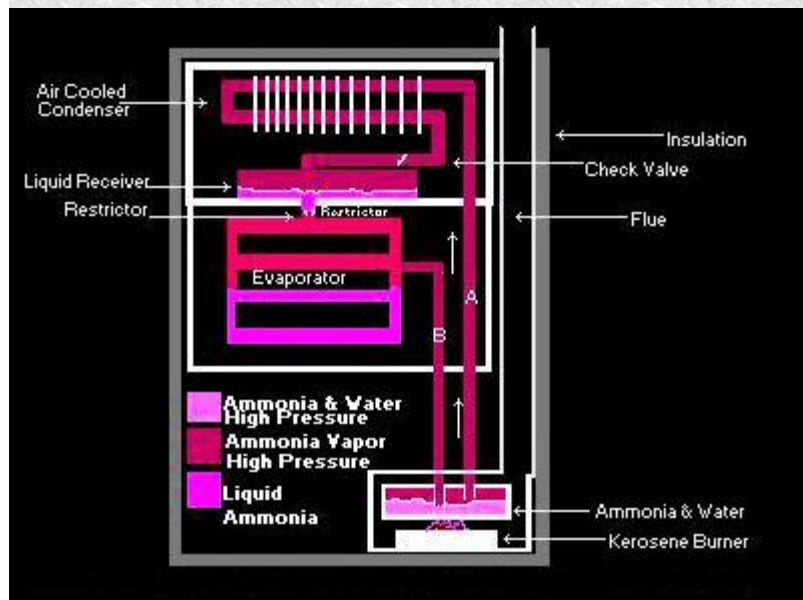 Air Cooled
Condenser
Insulation
Check Valve
Liquid Receiver
Restrictor
Restrictor
Flue
Evaporator
A
B
Ammonia & Water
High Pressure
Ammonia Vapor
High Pressure
Liquid
Ammonia
Ammonia & Water
Kerosene Burner